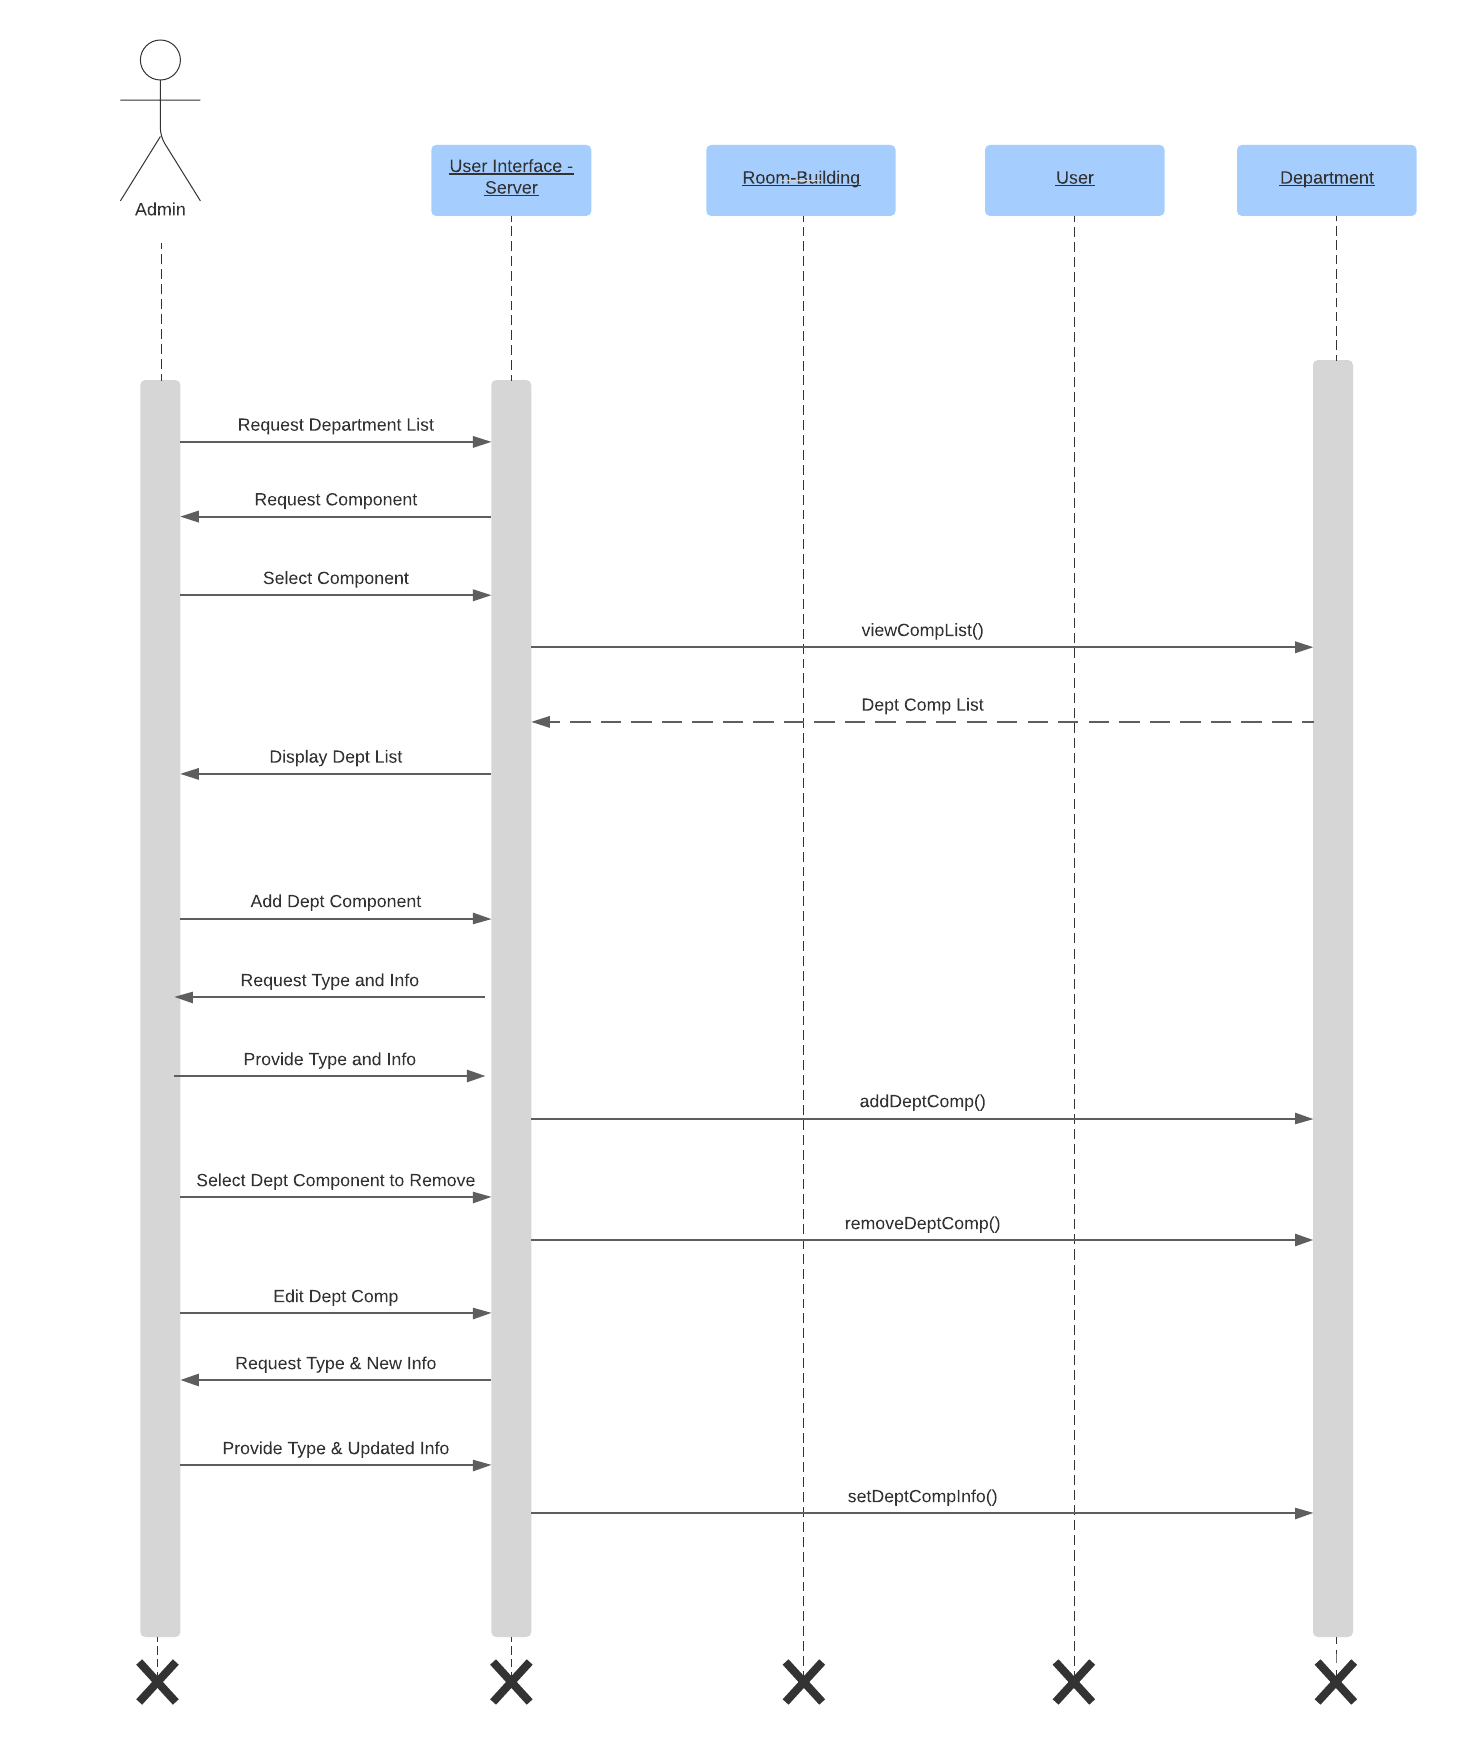 Admin
User Interface -
Server
Room-Building
User
Department
Request Department List
Request Component
Select Component
viewCompList()
Dept Comp List
Display Dept List
Add Dept Component
Request Type and Info
Provide Type and Info
addDeptComp()
Select Dept Component to Remove
removeDeptComp()
Edit Dept Comp
Request Type & New Info
Provide Type & Updated Info
setDeptCompInfo()